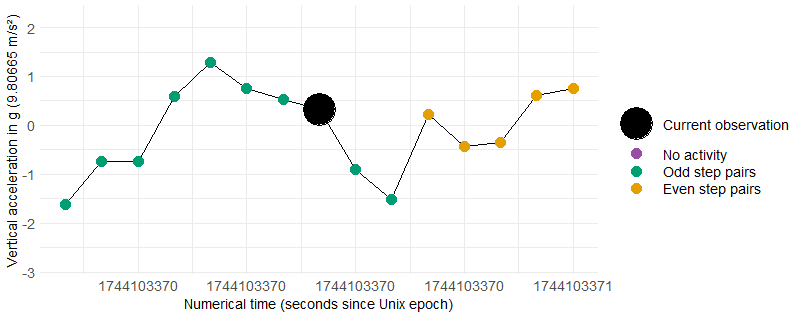 Vertical acceleration in g (9.80665 m/s²)
2
1
0
-1
-2
-3
1744103370 1744103370 1744103370 1744103370 1744103371
Numerical time (seconds since Unix epoch)
Current observation
No activity
Odd step pairs
Even step pairs